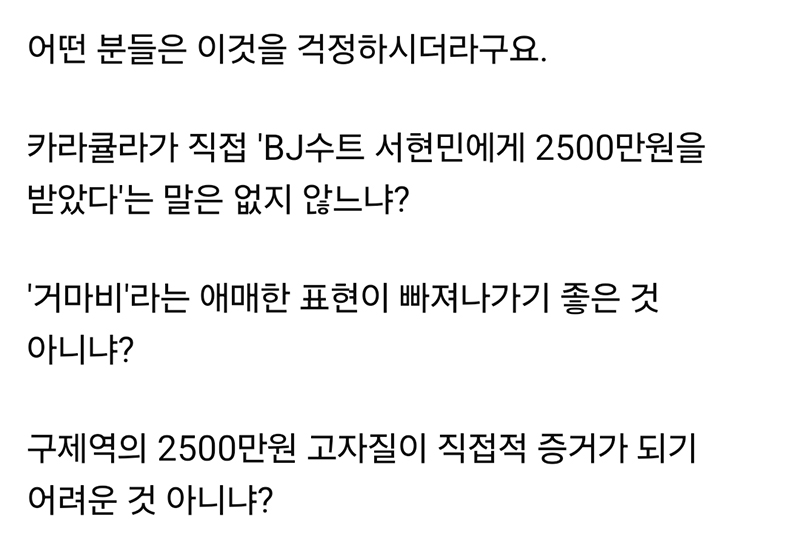 어떤 분들은 이것을 걱정하시더라구요.
카라큘라가 직접 'BJ수트 서현민에게 2500만원을
받았다'는 말은 없지 않느냐?
'거마비'라는 애매한 표현이 빠져나가기 좋은 것
아니냐?
구제역의 2500만원 고자질이 직접적 증거가 되기
어려운 것 아니냐?